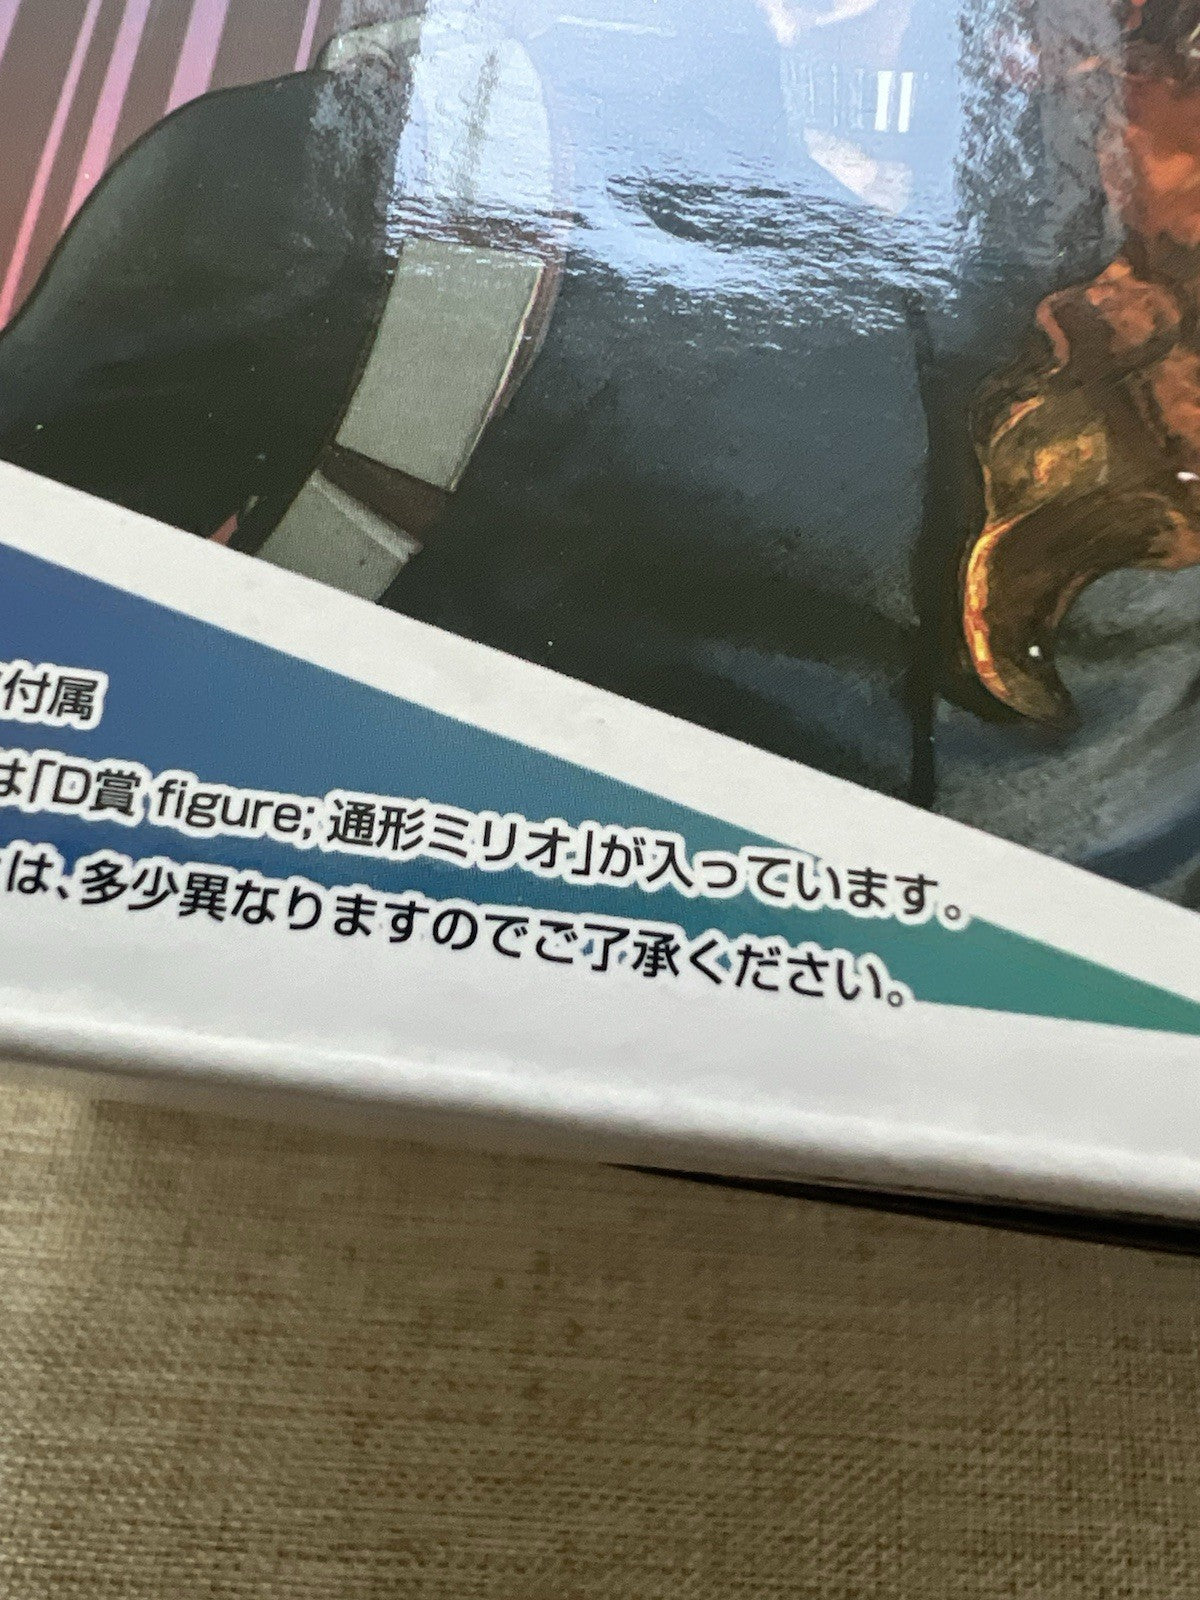 付属
は「D賞 figure; 通形ミリオ」が入っています。
は、多少異なりますのでご了承ください。